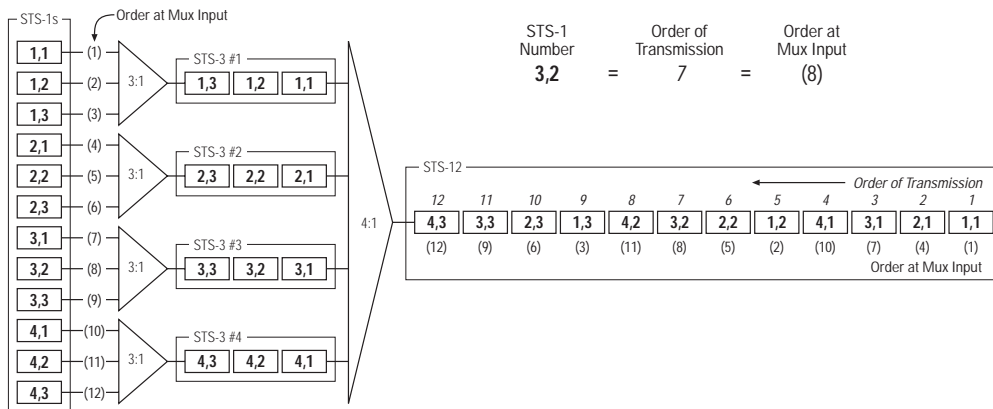 STS-1s
Order at Mux Input
1,1 (1)
1,2 (2)
1,3 (3)
2,1 (4)
2,2 (5)
2,3 (6)
3,1 (7)
3,2 (8)
3,3 (9)
4,1 (10)
4,2 (11)
4,3 (12)
3:1
3:1
3:1
3:1
STS-3 #1
1,3 1,2 1,1
STS-3 #2
2,3 2,2 2,1
STS-3 #3
3,3 3,2 3,1
STS-3 #4
4,3 4,2 4,1
4:1
STS-1 Order of Order at
Number Transmission Mux Input
3,2 = 7 = (8)
STS-12
Order of Transmission
12 11 10 9 8 7 6 5 4 3 2 1
4,3 3,3 2,3 1,3 4,2 3,2 2,2 1,2 4,1 3,1 2,1 1,1
(12) (9) (6) (3) (11) (8) (5) (2) (10) (7) (4) (1)
Order at Mux Input